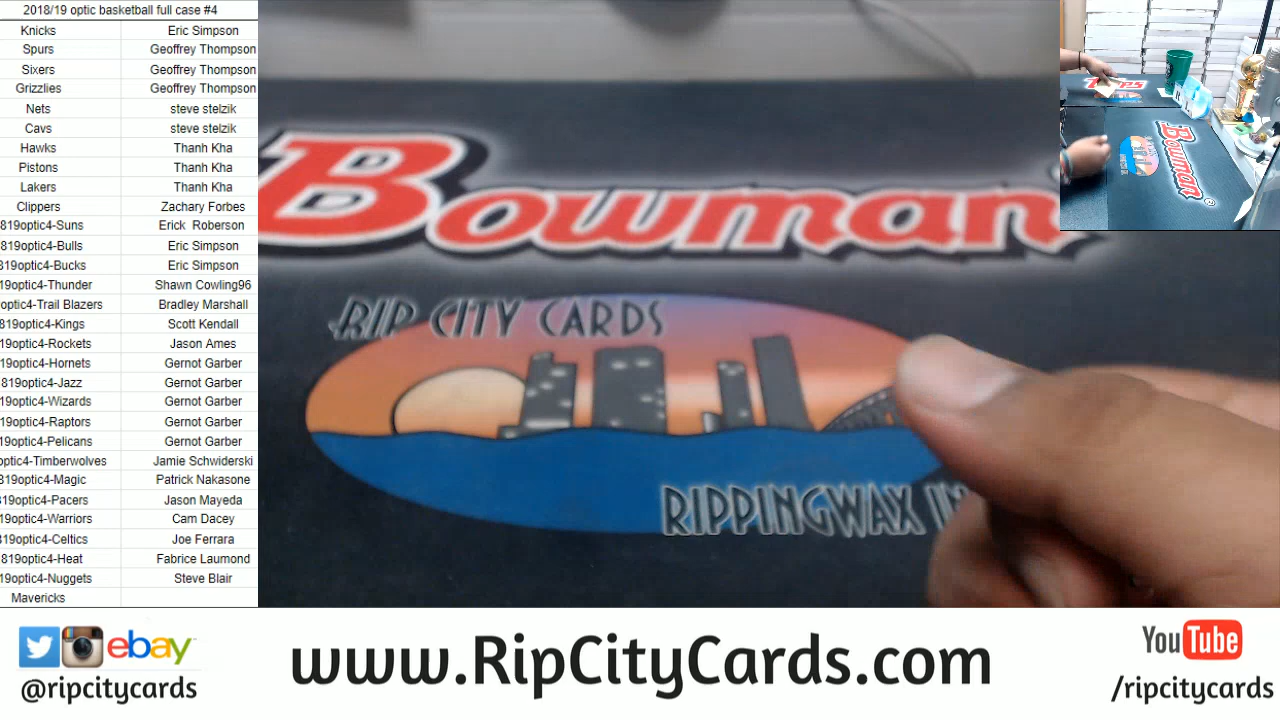 2018/19 optic basketball full case #4
Knicks Eric Simpson
Spurs Geoffrey Thompson
Sixers Geoffrey Thompson
Grizzlies Geoffrey Thompson
Nets steve stelzik
Cavs steve stelzik
Hawks Thanh Kha
Pistons Thanh Kha
Lakers Thanh Kha
Clippers Zachary Forbes
819optic4-Suns Erick Roberson
819optic4-Bulls Eric Simpson
819optic4-Bucks Eric Simpson
19optic4-Thunder Shawn Cowling96
optic4-Trail Blazers Bradley Marshall
819optic4-Kings Scott Kendall
19optic4-Rockets Jason Ames
19optic4-Hornets Gernot Garber
819optic4-Jazz Gernot Garber
19optic4-Wizards Gernot Garber
19optic4-Raptors Gernot Garber
19optic4-Pelicans Gernot Garber
optic4-Timberwolves Jamie Schwiderski
819optic4-Magic Patrick Nakasone
819optic4-Pacers Jason Mayeda
19optic4-Warriors Cam Dacey
19optic4-Celtics Joe Ferrara
819optic4-Heat Fabrice Laumond
19optic4-Nuggets Steve Blair
Mavericks
Bowman
RIP CITY CARDS
RIPPINGWAX IN
Topps
Bowman
ebay
@ripcitycards
www.RipCityCards.com
YouTube
/ripcitycards